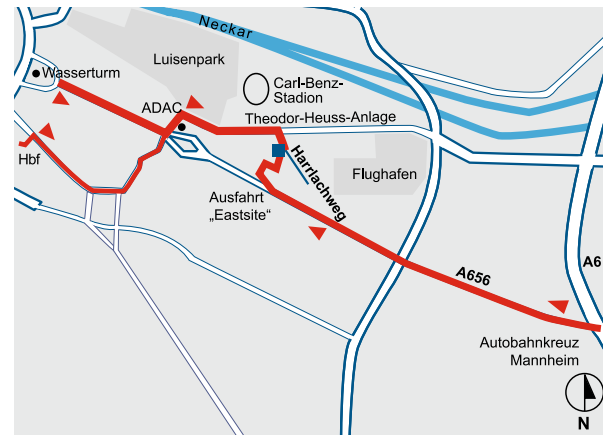 Neckar
Luisenpark
Wasserturm
Carl-Benz-
Stadion
ADAC
Theodor-Heuss-Anlage
Hbf
Harrlachweg
Flughafen
Ausfahrt
„Eastsite“
A6
A656
Autobahnkreuz
Mannheim
N